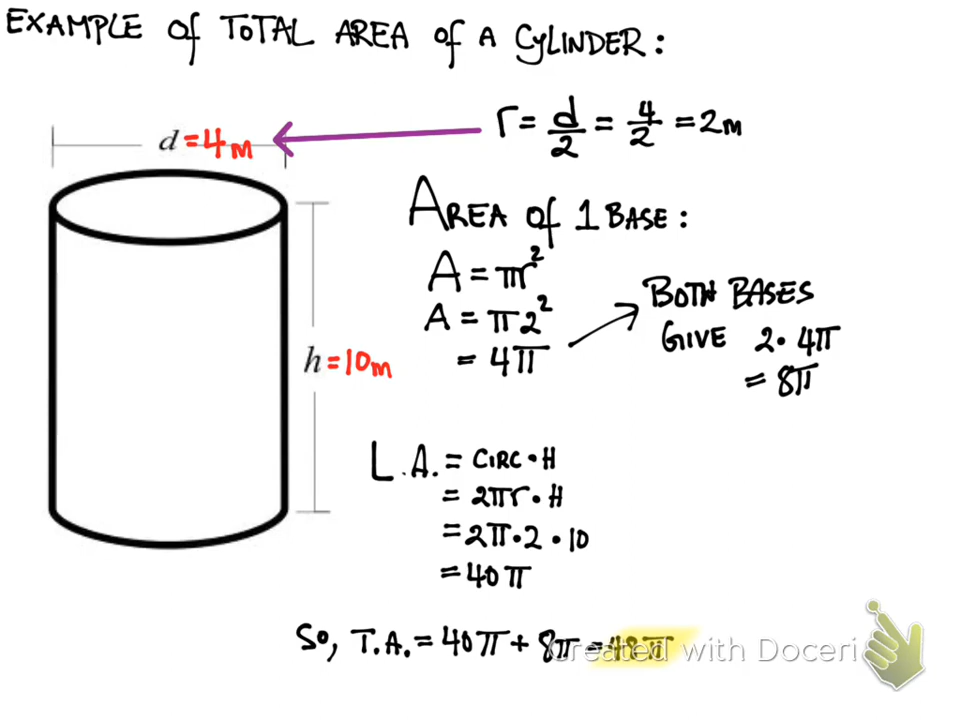 EXAMPLE of TOTAL AREA of A CYLINDER:
d = 4m
r = d/2 = 4/2 = 2m
AREA of 1 BASE:
A = πr²
A = π2²
= 4π
BOTH BASES
GIVE 2 · 4π
= 8π
h = 10m
L.A. = CIRC · H
= 2πr · H
= 2π · 2 · 10
= 40π
So, T.A. = 40π + 8π = 48π
Created with Doceri